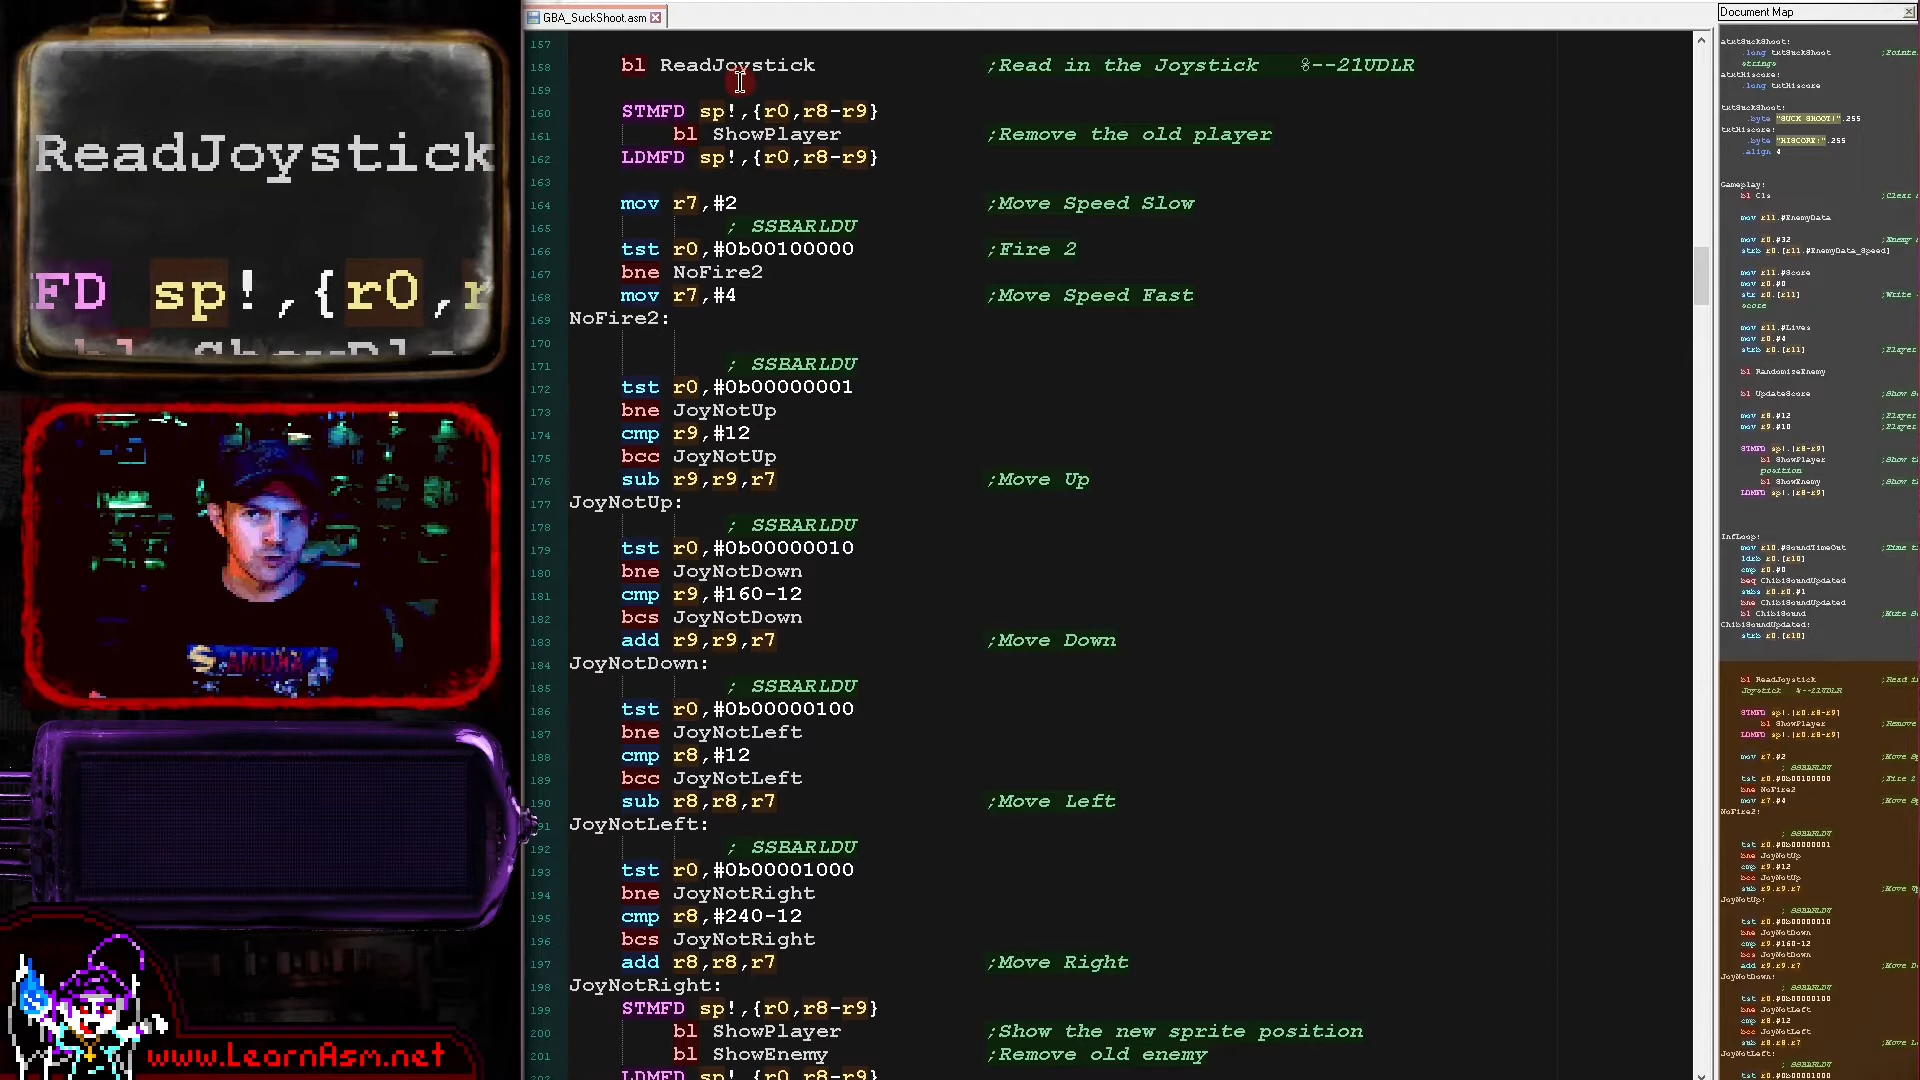 GBA_SuckShoot.asm
Document Map
157
158 bl ReadJoystick ;Read in the Joystick %--21UDLR
159
160 STMFD sp!,{r0,r8-r9}
161 bl ShowPlayer ;Remove the old player
162 LDMFD sp!,{r0,r8-r9}
163
164 mov r7,#2 ;Move Speed Slow
165 ; SSBARLDU
166 tst r0,#0b00100000 ;Fire 2
167 bne NoFire2
168 mov r7,#4 ;Move Speed Fast
169 NoFire2:
170
171 ; SSBARLDU
172 tst r0,#0b00000001
173 bne JoyNotUp
174 cmp r9,#12
175 bcc JoyNotUp
176 sub r9,r9,r7 ;Move Up
177 JoyNotUp:
178 ; SSBARLDU
179 tst r0,#0b00000010
180 bne JoyNotDown
181 cmp r9,#160-12
182 bcs JoyNotDown
183 add r9,r9,r7 ;Move Down
184 JoyNotDown:
185 ; SSBARLDU
186 tst r0,#0b00000100
187 bne JoyNotLeft
188 cmp r8,#12
189 bcc JoyNotLeft
190 sub r8,r8,r7 ;Move Left
191 JoyNotLeft:
192 ; SSBARLDU
193 tst r0,#0b00001000
194 bne JoyNotRight
195 cmp r8,#240-12
196 bcs JoyNotRight
197 add r8,r8,r7 ;Move Right
198 JoyNotRight:
199 STMFD sp!,{r0,r8-r9}
200 bl ShowPlayer ;Show the new sprite position
201 bl ShowEnemy ;Remove old enemy
LDMFD sp!,{r0,r8-r9}
ReadJoystick
FD sp!,{r0,r
www.LearnAsm.net